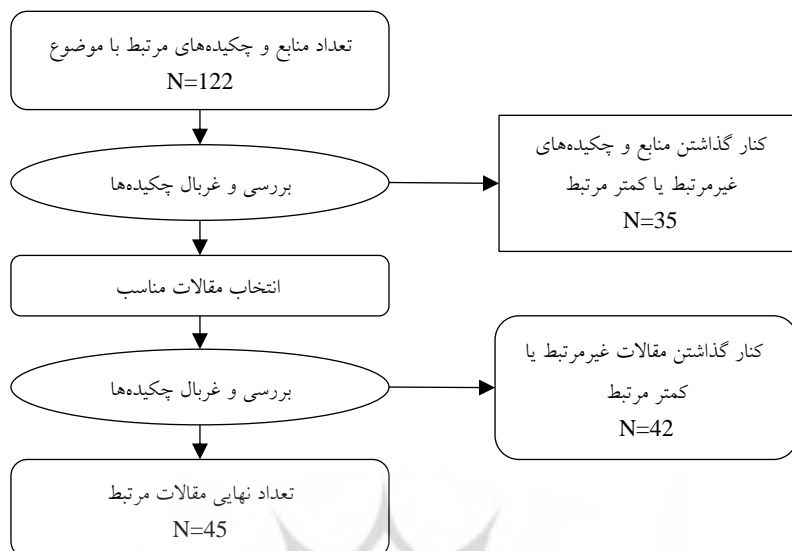 تعداد منابع و چکیده‌های مرتبط با موضوع
N=122
بررسی و غربال چکیده‌ها
کنار گذاشتن منابع و چکیده‌های
غیرمرتبط یا کمتر مرتبط
N=35
انتخاب مقالات مناسب
بررسی و غربال چکیده‌ها
کنار گذاشتن مقالات غیرمرتبط یا
کمتر مرتبط
N=42
تعداد نهایی مقالات مرتبط
N=45